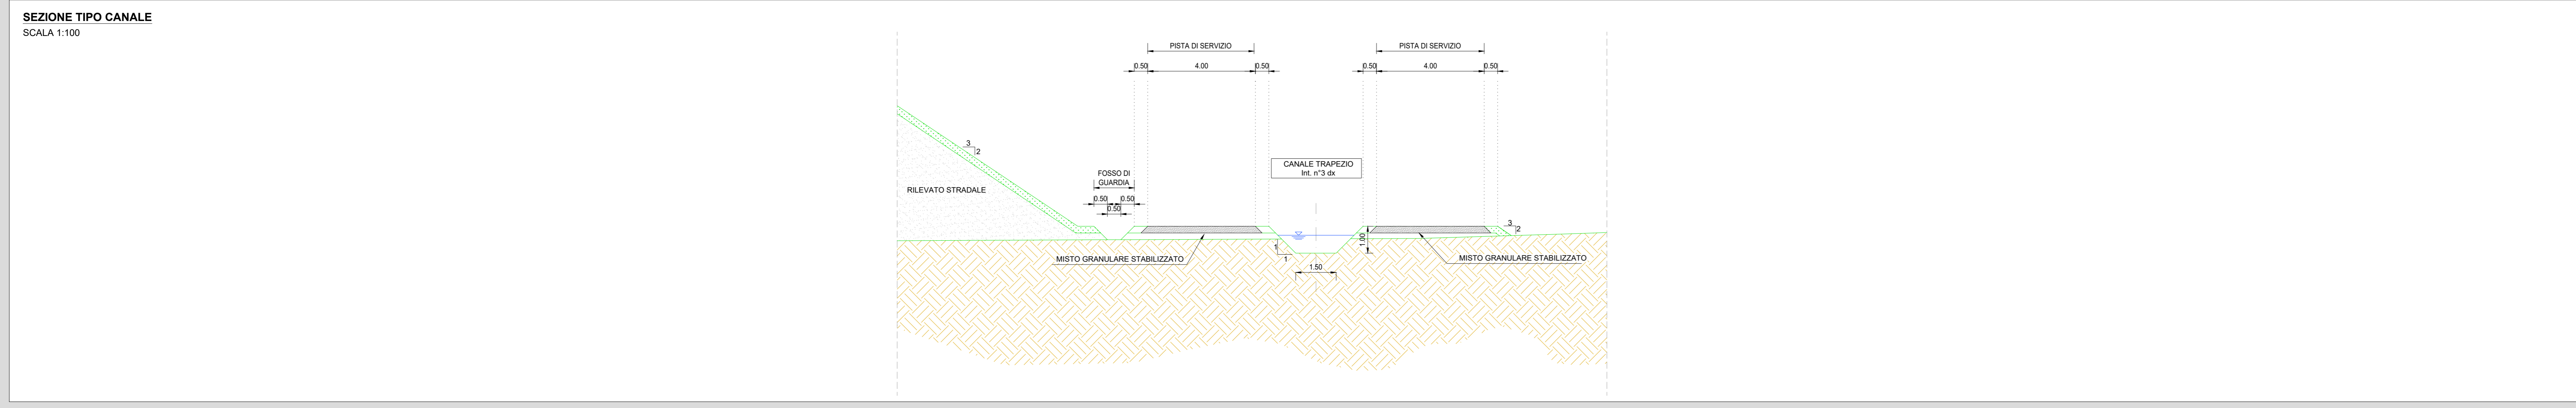 SEZIONE TIPO CANALE
SCALA 1:100
PISTA DI SERVIZIO
PISTA DI SERVIZIO
0.50
4.00
0.50
0.50
4.00
0.50
3
2
CANALE TRAPEZIO
Int. n°3 dx
FOSSO DI
GUARDIA
RILEVATO STRADALE
0.50
0.50
0.50
3
2
1.00
1
1
MISTO GRANULARE STABILIZZATO
MISTO GRANULARE STABILIZZATO
1.50